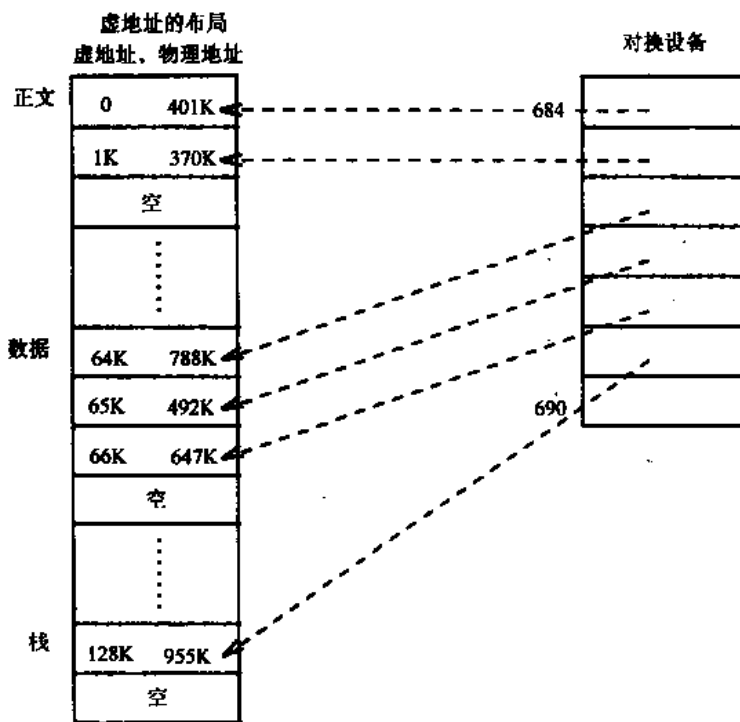 虚地址的布局
虚地址、物理地址
对换设备
正文
0 401K
684
1K 370K
空
数据
64K 788K
65K 492K
690
66K 647K
空
栈
128K 955K
空